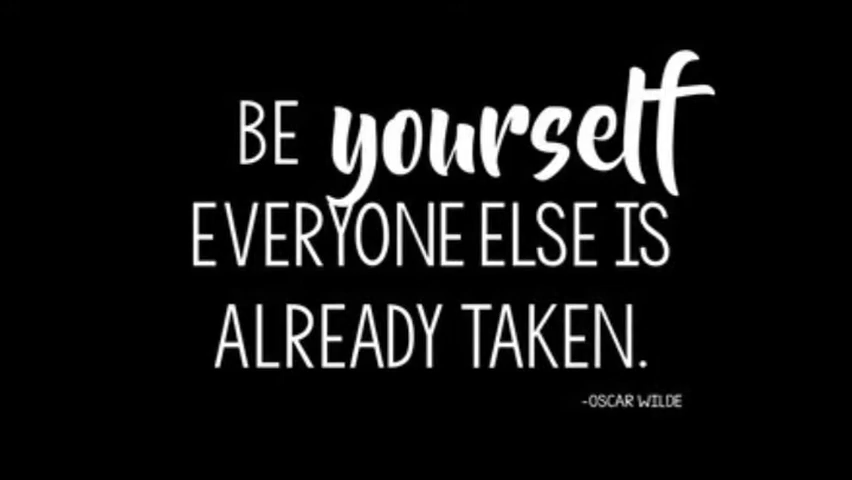 BE yourself
EVERYONE ELSE IS
ALREADY TAKEN.
-OSCAR WILDE